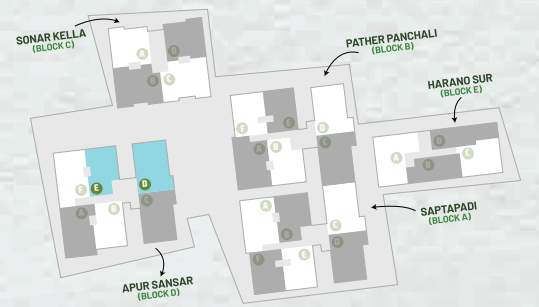 SONAR KELLA
(BLOCK C)
PATHER PANCHALI
(BLOCK B)
HARANO SUR
(BLOCK E)
A
D
B
C
F
E
A
B
D
C
A
D
B
C
F
E
A
B
D
C
A
B
F
E
C
D
SAPTAPADI
(BLOCK A)
APUR SANSAR
(BLOCK D)